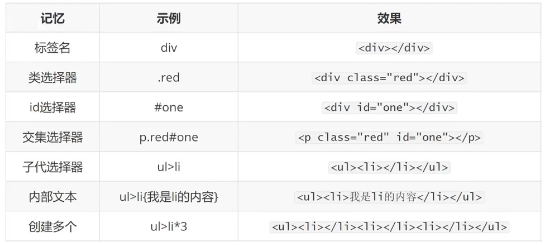 记忆 示例 效果
标签名 div <div></div>
类选择器 .red <div class="red"></div>
id选择器 #one <div id="one"></div>
交集选择器 p.red#one <p class="red" id="one"></p>
子代选择器 ul>li <ul><li></li></ul>
内部文本 ul>li{我是li的内容} <ul><li>我是li的内容</li></ul>
创建多个 ul>li*3 <ul><li></li><li></li><li></li></ul>